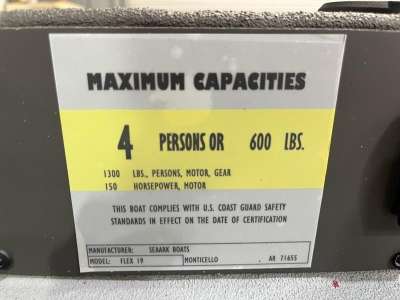 MAXIMUM CAPACITIES
4 PERSONS OR 600 LBS.
1300 LBS., PERSONS, MOTOR, GEAR
150 HORSEPOWER, MOTOR
THIS BOAT COMPLIES WITH U.S. COAST GUARD SAFETY
STANDARDS IN EFFECT ON THE DATE OF CERTIFICATION
MANUFACTURER: SEAARK BOATS
MODEL: FLEX 19 MONTICELLO , AR 71655